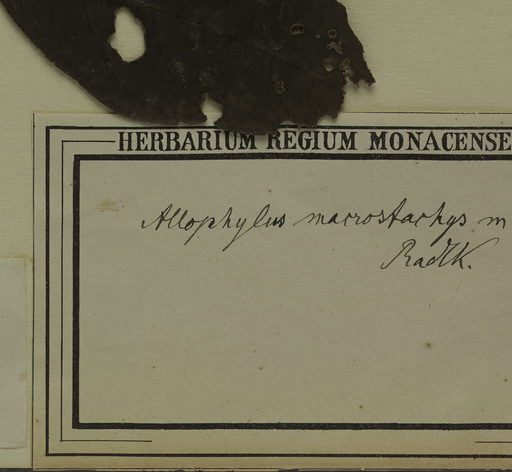 HERBARIUM REGIUM MONACENSE
Allophylus macrostachys m
Radlk.